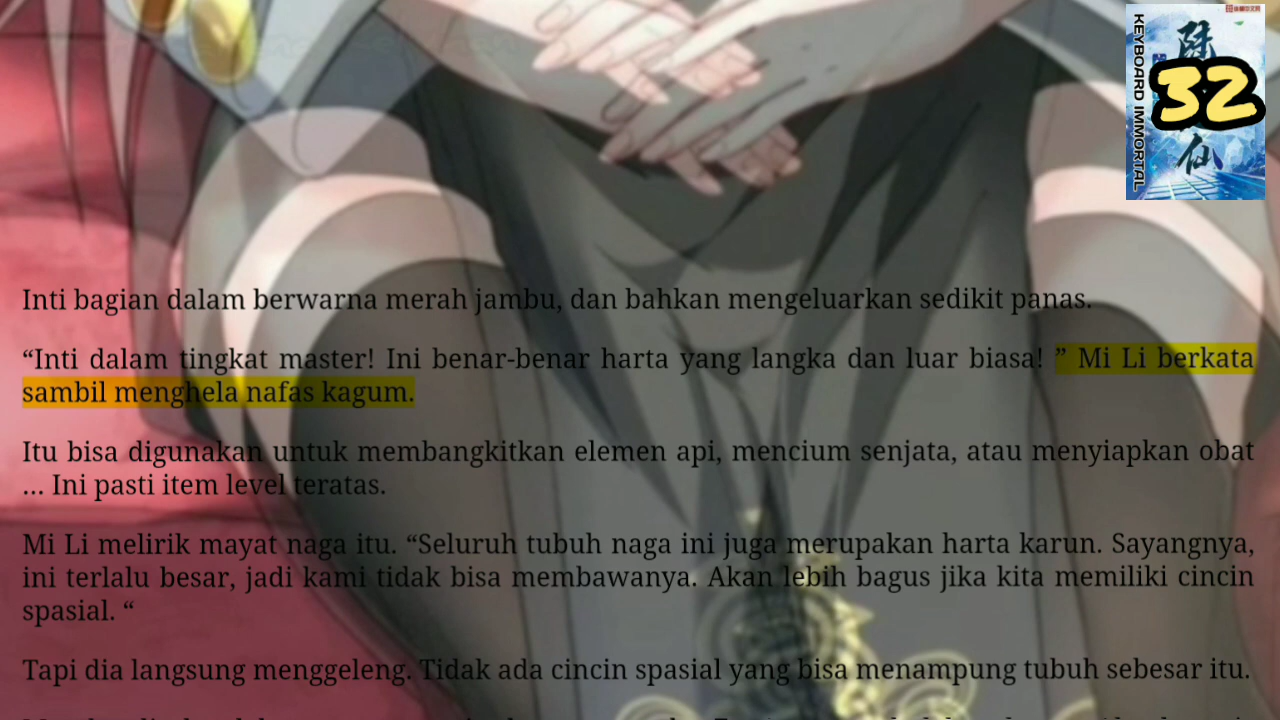 KEYBOARD IMMORTAL
32
仙
Inti bagian dalam berwarna merah jambu, dan bahkan mengeluarkan sedikit panas.
“Inti dalam tingkat master! Ini benar-benar harta yang langka dan luar biasa! ” Mi Li berkata
sambil menghela nafas kagum.
Itu bisa digunakan untuk membangkitkan elemen api, mencium senjata, atau menyiapkan obat
... Ini pasti item level teratas.
Mi Li melirik mayat naga itu. “Seluruh tubuh naga ini juga merupakan harta karun. Sayangnya,
ini terlalu besar, jadi kami tidak bisa membawanya. Akan lebih bagus jika kita memiliki cincin
spasial. “
Tapi dia langsung menggeleng. Tidak ada cincin spasial yang bisa menampung tubuh sebesar itu.